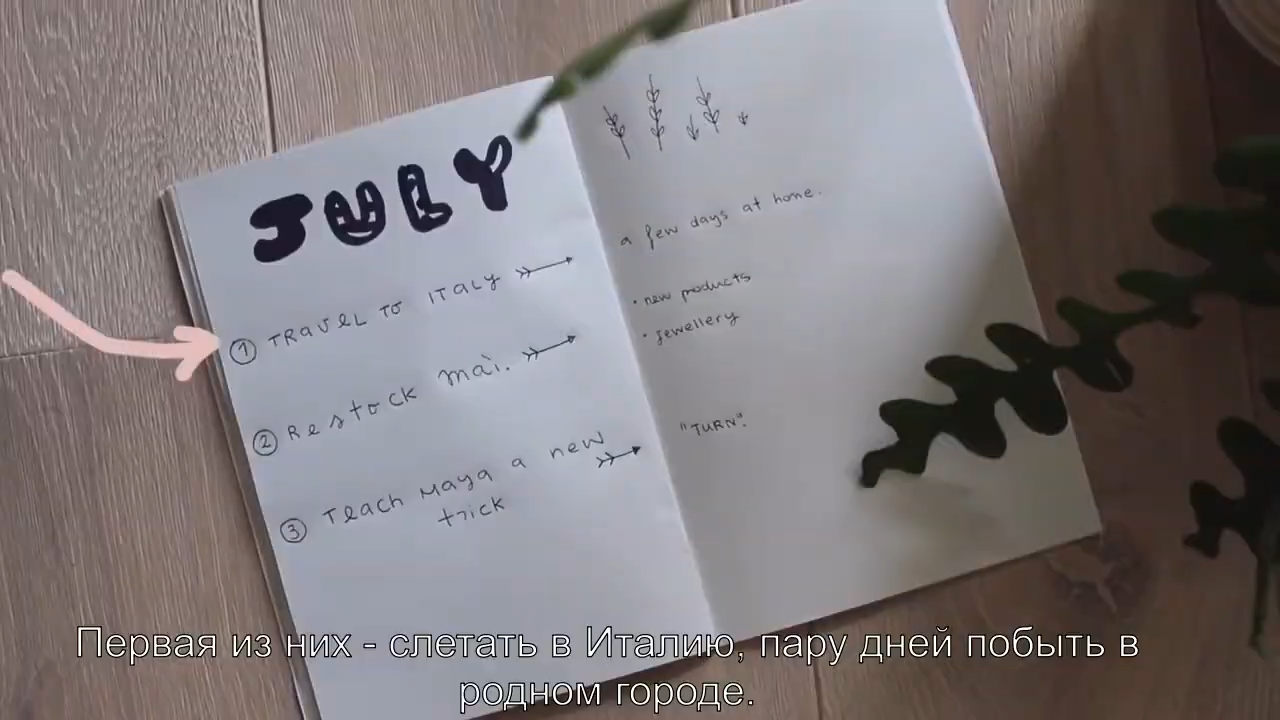 JULY
① TRAVEL TO ITALY
② Restock mài.
③ Teach Maya a new
trick
a few days at home.
• new products
• jewellery
"TURN".
Первая из них - слетать в Италию, пару дней побыть в
родном городе.